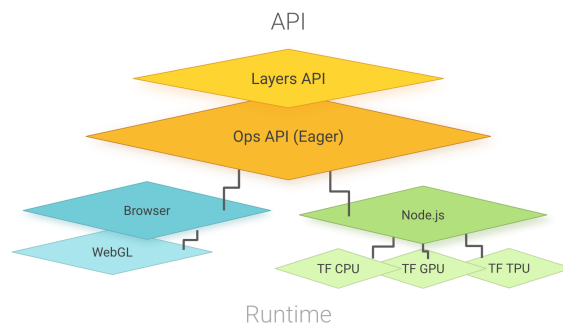 API
Layers API
Ops API (Eager)
Browser
Node.js
WebGL
TF CPU
TF GPU
TF TPU
Runtime